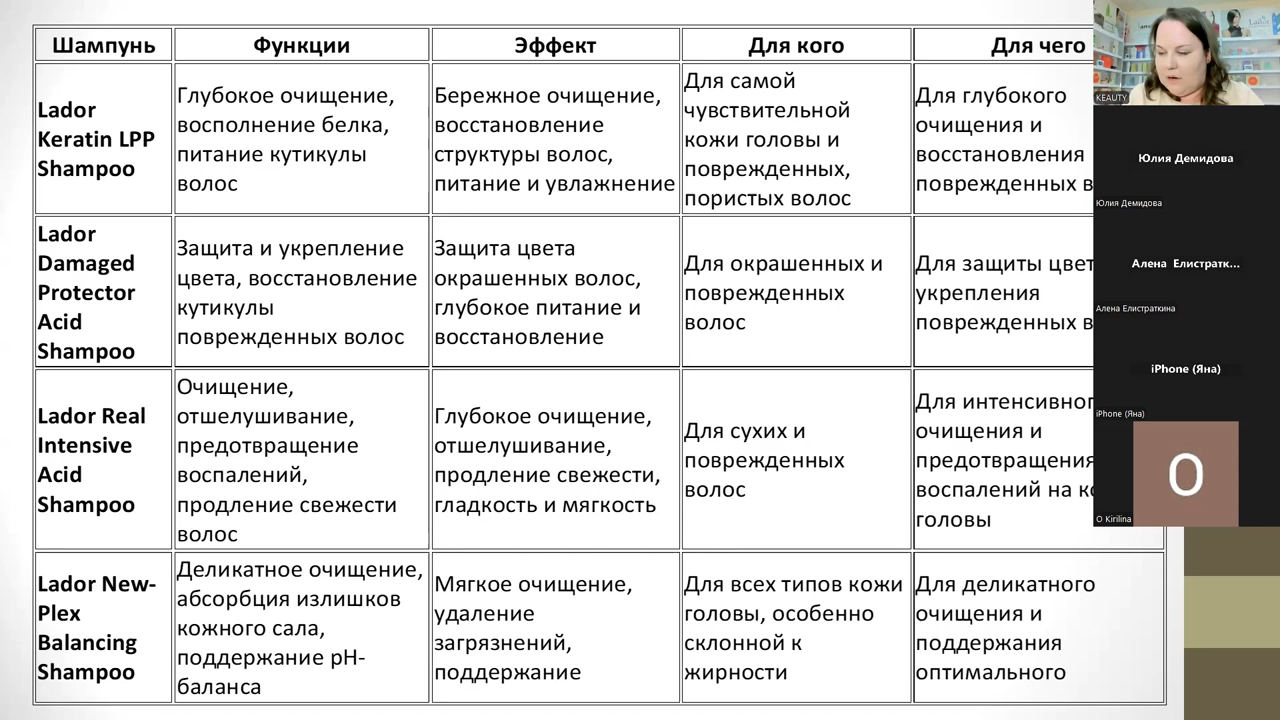 Шампунь
Функции
Эффект
Для кого
Для чего
Lador
Keratin LPP
Shampoo
Глубокое очищение,
восполнение белка,
питание кутикулы
волос
Бережное очищение,
восстановление
структуры волос,
питание и увлажнение
Для самой
чувствительной
кожи головы и
поврежденных,
пористых волос
Для глубокого
очищения и
восстановления
поврежденных в
Lador
Damaged
Protector
Acid
Shampoo
Защита и укрепление
цвета, восстановление
кутикулы
поврежденных волос
Защита цвета
окрашенных волос,
глубокое питание и
восстановление
Для окрашенных и
поврежденных
волос
Для защиты цвет
укрепления
поврежденных в
Lador Real
Intensive
Acid
Shampoo
Очищение,
отшелушивание,
предотвращение
воспалений,
продление свежести
волос
Глубокое очищение,
отшелушивание,
продление свежести,
гладкость и мягкость
Для сухих и
поврежденных
волос
Для интенсивног
очищения и
предотвращения
воспалений на ко
головы
Lador New-
Plex
Balancing
Shampoo
Деликатное очищение,
абсорбция излишков
кожного сала,
поддержание pH-
баланса
Мягкое очищение,
удаление
загрязнений,
поддержание
Для всех типов кожи
головы, особенно
склонной к
жирности
Для деликатного
очищения и
поддержания
оптимального
Lador
KEAUTY
Юлия Демидова
Юлия Демидова
Алена Елистратк...
Алена Елистраткина
iPhone (Яна)
iPhone (Яна)
O
O Kirilina